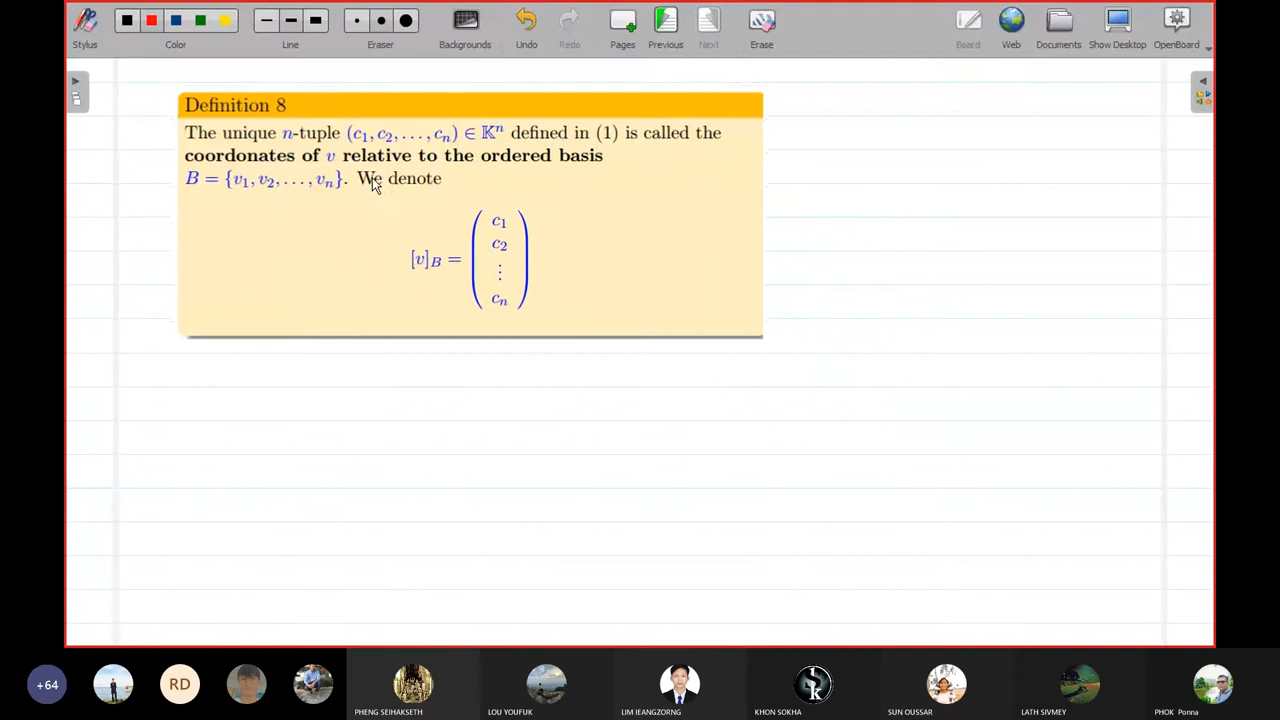 Stylus
Color
Line
Eraser
Backgrounds
Undo
Redo
Pages
Previous
Next
Erase
Board
Web
Documents
Show Desktop
OpenBoard
Definition 8
The unique n-tuple (c₁, c₂, . . . , cₙ) ∈ 𝕂ⁿ defined in (1) is called the
coordonates of v relative to the ordered basis
B = {v₁, v₂, . . . , vₙ}. We denote
[v]_B = ( c₁
c₂
⋮
cₙ )
+64
RD
PHENG SEIHAKSETH
LOU YOUFUK
LIM IEANGZORNG
KHON SOKHA
SUN OUSSAR
LATH SIVMEY
PHOK Ponna